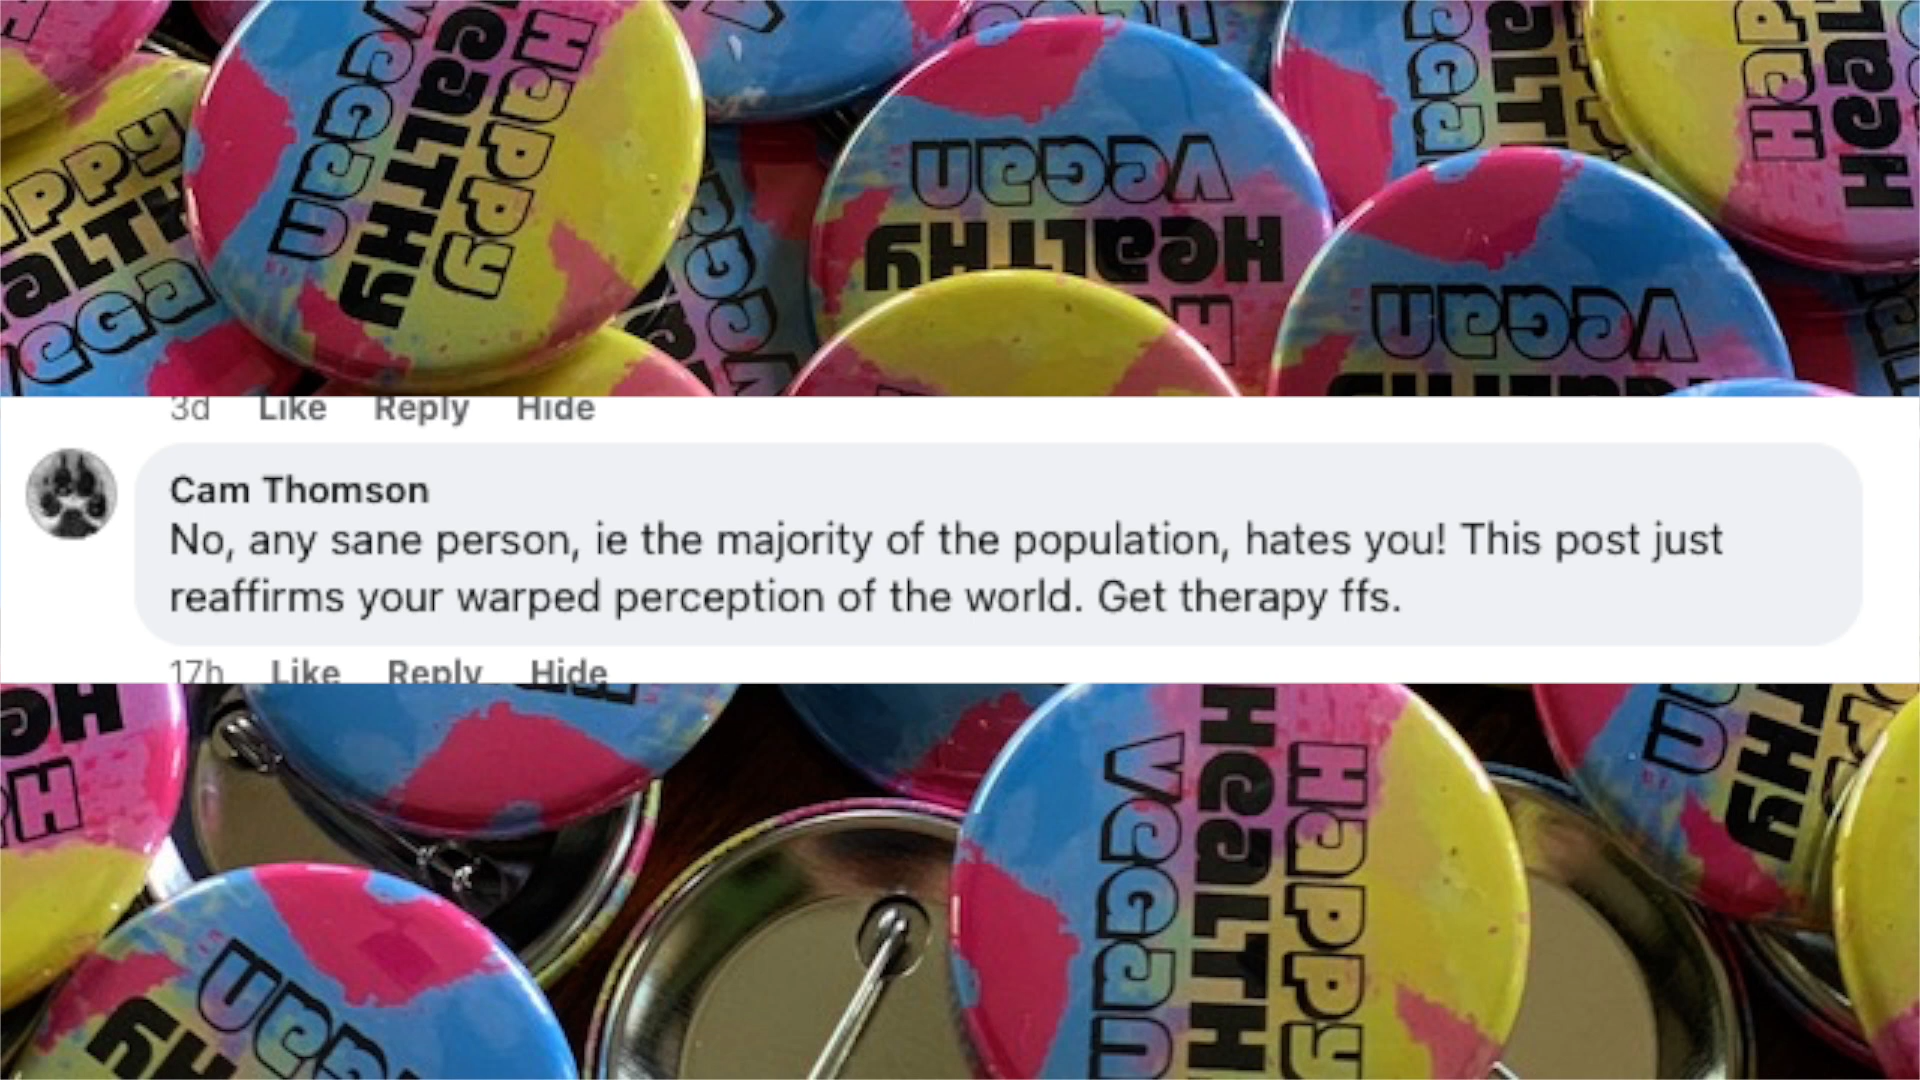 Happy
Healthy
Vegan
Vegan
Healthy
Vegan
3d Like Reply Hide
Cam Thomson
No, any sane person, ie the majority of the population, hates you! This post just
reaffirms your warped perception of the world. Get therapy ffs.
17h Like Reply Hide
Happy
Healthy
Vegan